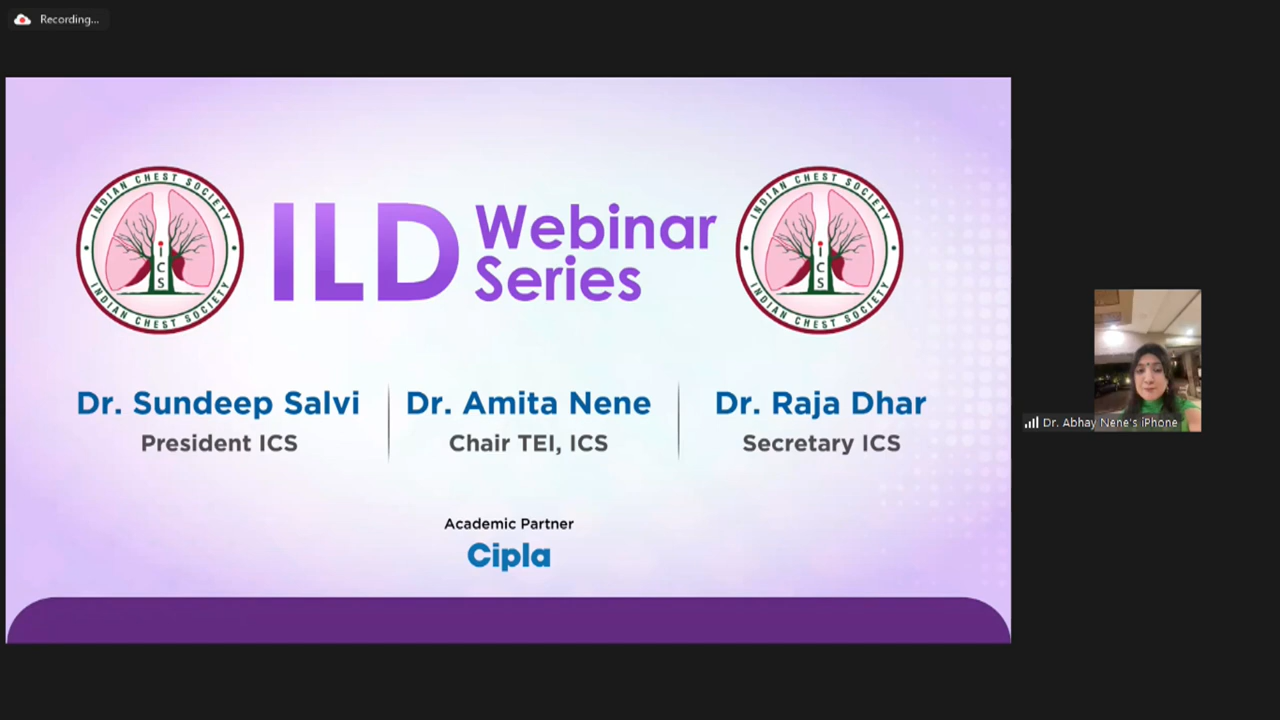 Recording...
INDIAN CHEST SOCIETY
ICS
INDIAN CHEST SOCIETY
ILD Webinar
Series
INDIAN CHEST SOCIETY
ICS
INDIAN CHEST SOCIETY
Dr. Sundeep Salvi
President ICS
Dr. Amita Nene
Chair TEI, ICS
Dr. Raja Dhar
Secretary ICS
Academic Partner
Cipla
Dr. Abhay Nene's iPhone